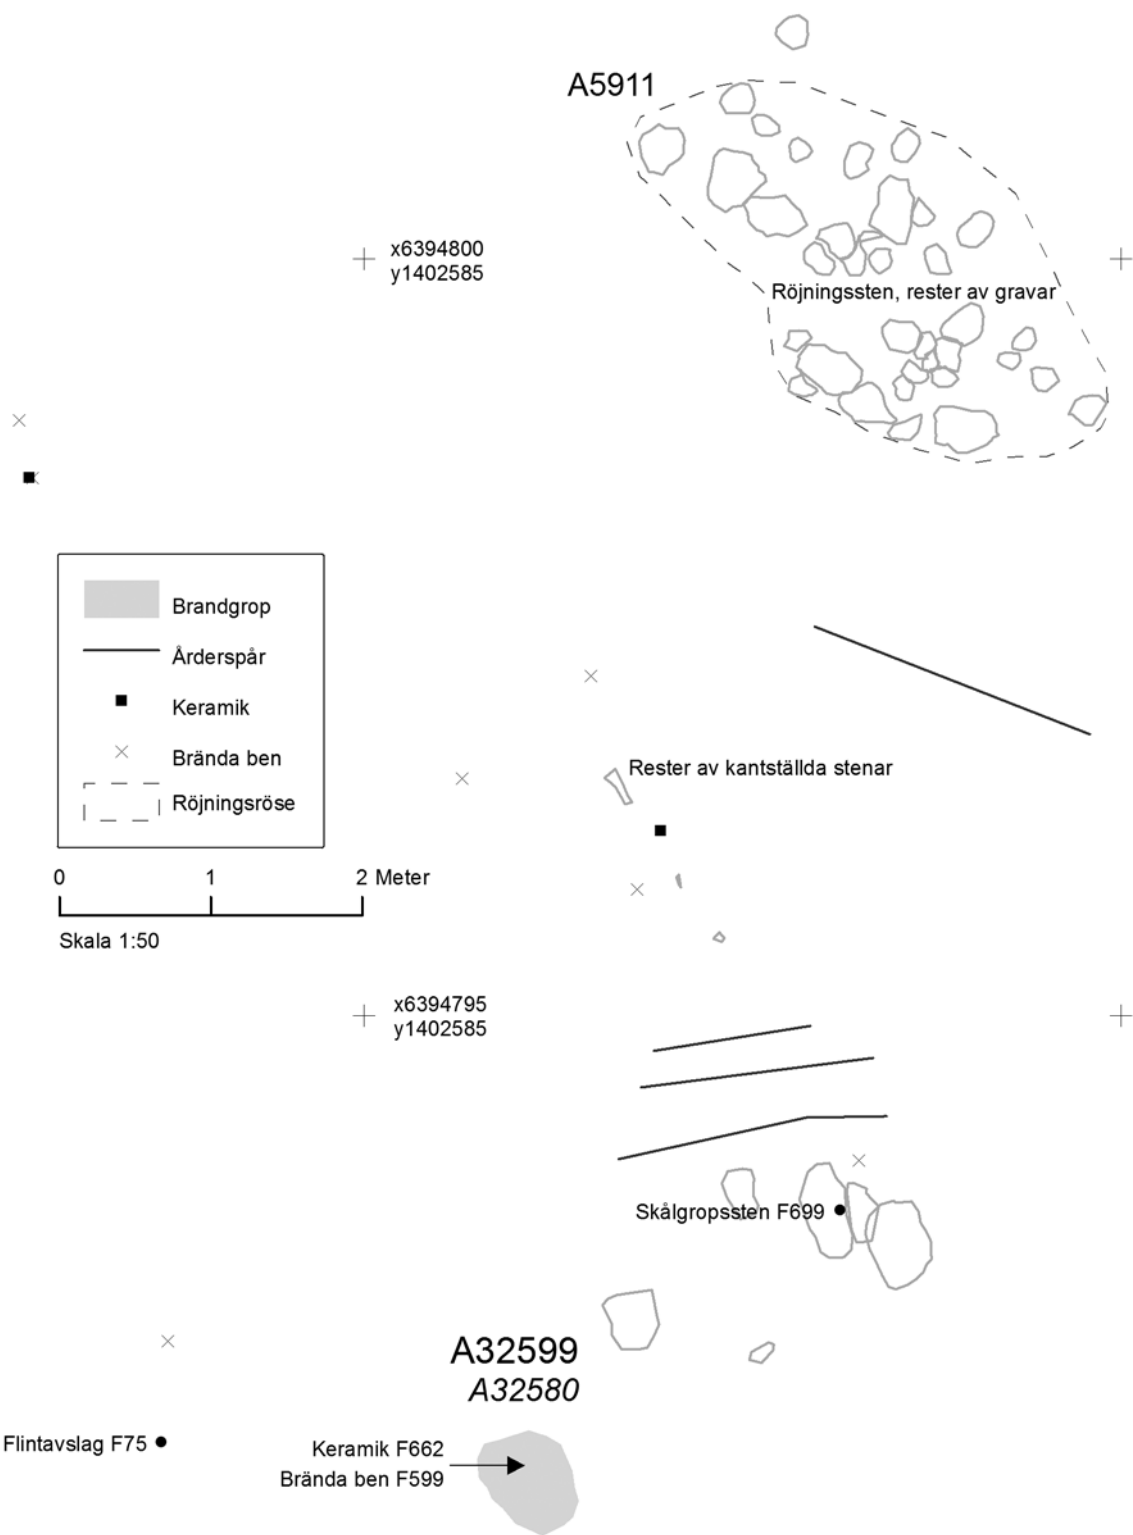 A5911
x6394800
y1402585
Röjningssten, rester av gravar
Brandgrop
Årderspår
Keramik
Brända ben
Röjningsröse
Rester av kantställda stenar
0 1 2 Meter
Skala 1:50
x6394795
y1402585
Skålgropssten F699
A32599
A32580
Flintavslag F75
Keramik F662
Brända ben F599